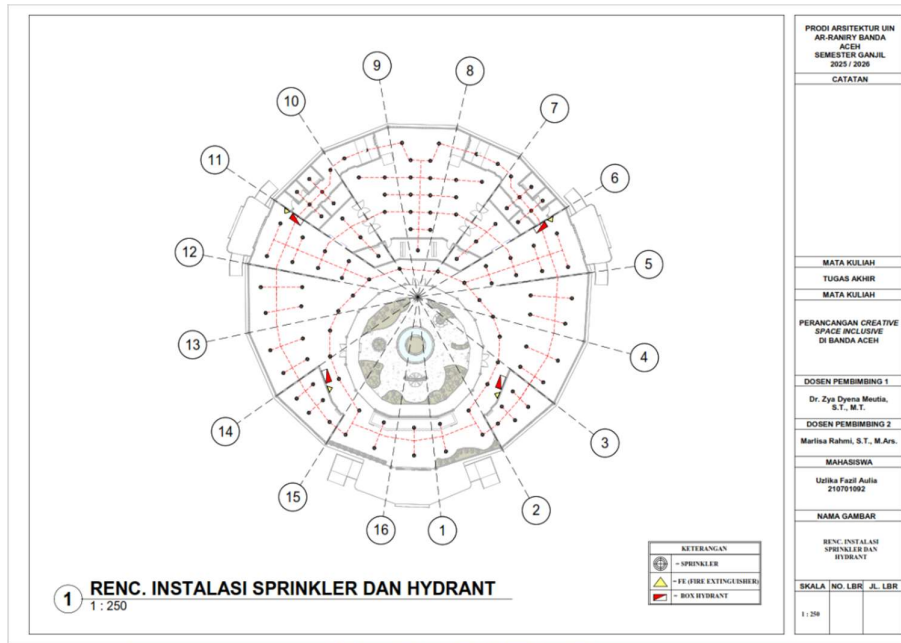 9
8
10
7
11
6
12
5
13
4
14
3
15
2
16
1
1
RENC. INSTALASI SPRINKLER DAN HYDRANT
1 : 250
KETERANGAN
= SPRINKLER
= FE (FIRE EXTINGUISHER)
= BOX HYDRANT
PRODI ARSITEKTUR UIN
AR-RANIRY BANDA
ACEH
SEMESTER GANJIL
2025 / 2026
CATATAN
MATA KULIAH
TUGAS AKHIR
MATA KULIAH
PERANCANGAN CREATIVE
SPACE INCLUSIVE
DI BANDA ACEH
DOSEN PEMBIMBING 1
Dr. Zya Dyena Meutia,
S.T., M.T.
DOSEN PEMBIMBING 2
Marlisa Rahmi, S.T., M.Ars.
MAHASISWA
Uzlika Fazil Aulia
210701092
NAMA GAMBAR
RENC. INSTALASI
SPRINKLER DAN
HYDRANT
SKALA NO. LBR JL. LBR
1 : 250